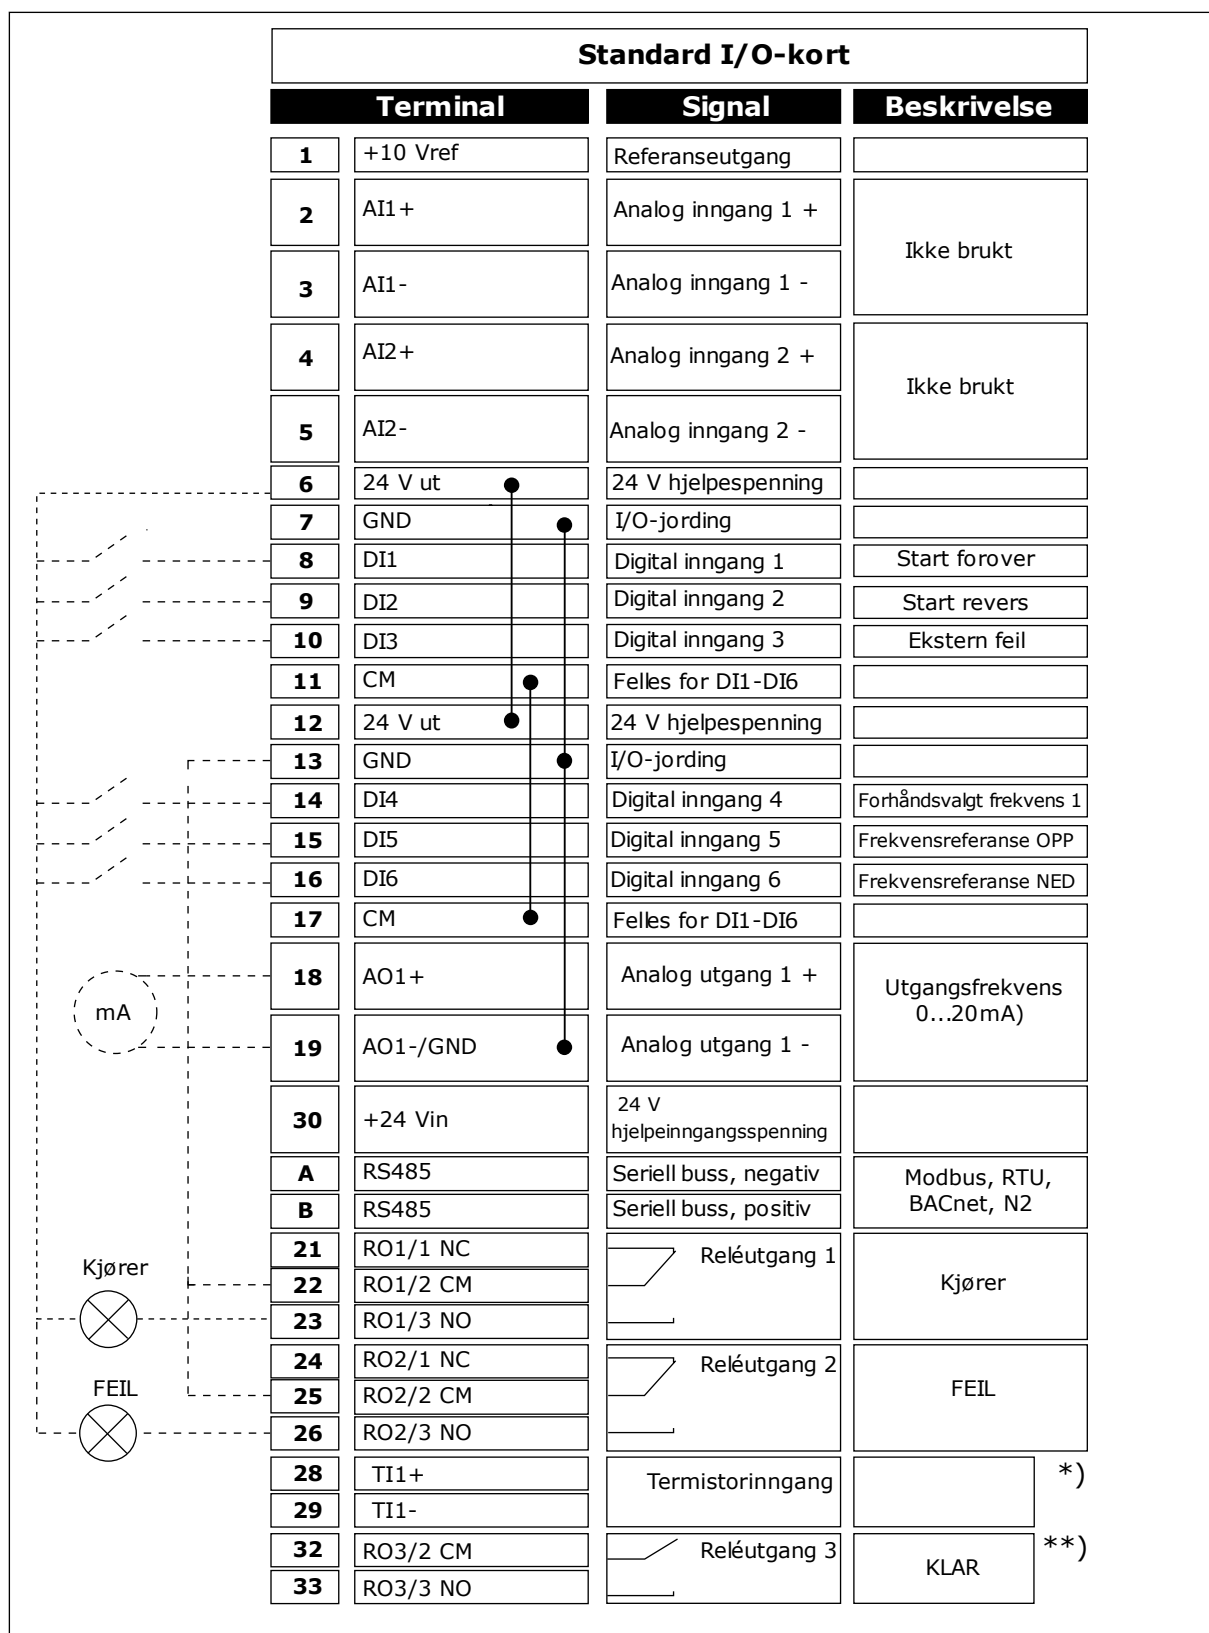 Standard I/O-kort
Terminal Signal Beskrivelse
1 +10 Vref Referanseutgang
2 AI1+ Analog inngang 1 +
Ikke brukt
3 AI1- Analog inngang 1 -
4 AI2+ Analog inngang 2 +
Ikke brukt
5 AI2- Analog inngang 2 -
6 24 V ut 24 V hjelpespenning
7 GND I/O-jording
8 DI1 Digital inngang 1 Start forover
9 DI2 Digital inngang 2 Start revers
10 DI3 Digital inngang 3 Ekstern feil
11 CM Felles for DI1-DI6
12 24 V ut 24 V hjelpespenning
13 GND I/O-jording
14 DI4 Digital inngang 4 Forhåndsvalgt frekvens 1
15 DI5 Digital inngang 5 Frekvensreferanse OPP
16 DI6 Digital inngang 6 Frekvensreferanse NED
17 CM Felles for DI1-DI6
18 AO1+ Analog utgang 1 +
Utgangsfrekvens
0...20mA)
mA
19 AO1-/GND Analog utgang 1 -
30 +24 Vin 24 V
hjelpeinngangsspenning
A RS485 Seriell buss, negativ
Modbus, RTU,
BACnet, N2
B RS485 Seriell buss, positiv
21 RO1/1 NC Reléutgang 1
Kjører
22 RO1/2 CM Kjører
23 RO1/3 NO
24 RO2/1 NC Reléutgang 2
FEIL
25 RO2/2 CM FEIL
26 RO2/3 NO
28 TI1+ Termistorinngang *)
29 TI1-
32 RO3/2 CM Reléutgang 3 KLAR **)
33 RO3/3 NO